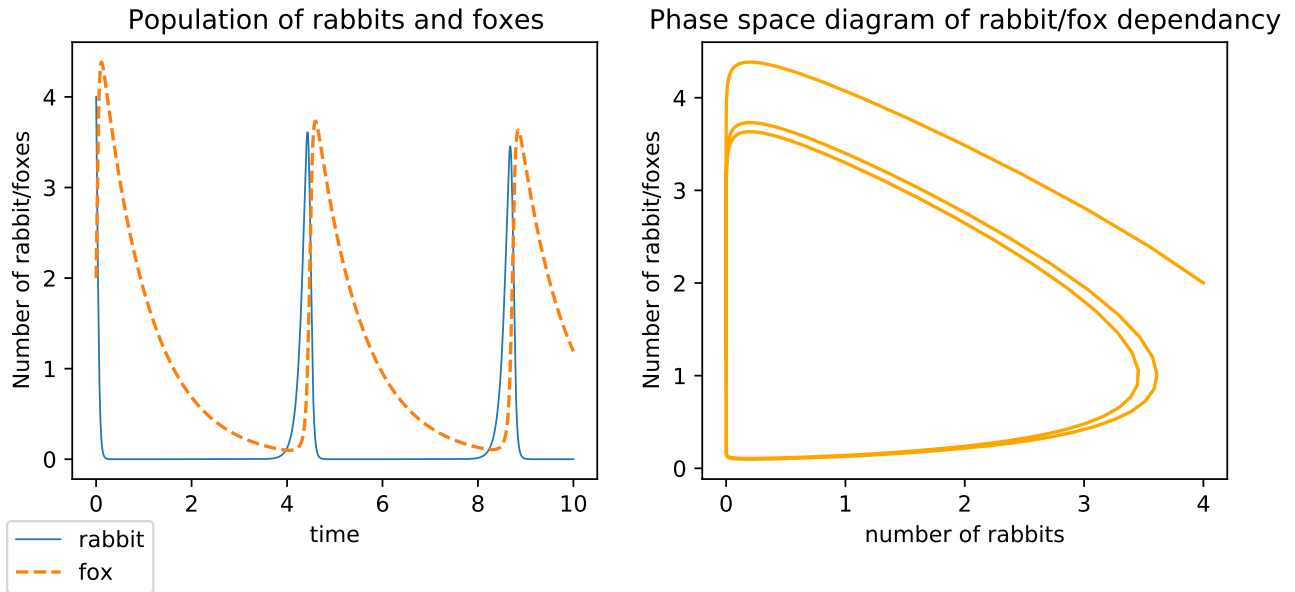 Population of rabbits and foxes
Number of rabbit/foxes
4
3
2
1
0
0 2 4 6 8 10
time
rabbit
fox
Phase space diagram of rabbit/fox dependancy
Number of rabbit/foxes
4
3
2
1
0
0 1 2 3 4
number of rabbits